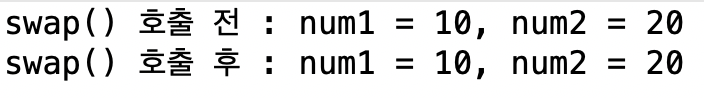 swap() 호출 전 : num1 = 10, num2 = 20
swap() 호출 후 : num1 = 10, num2 = 20